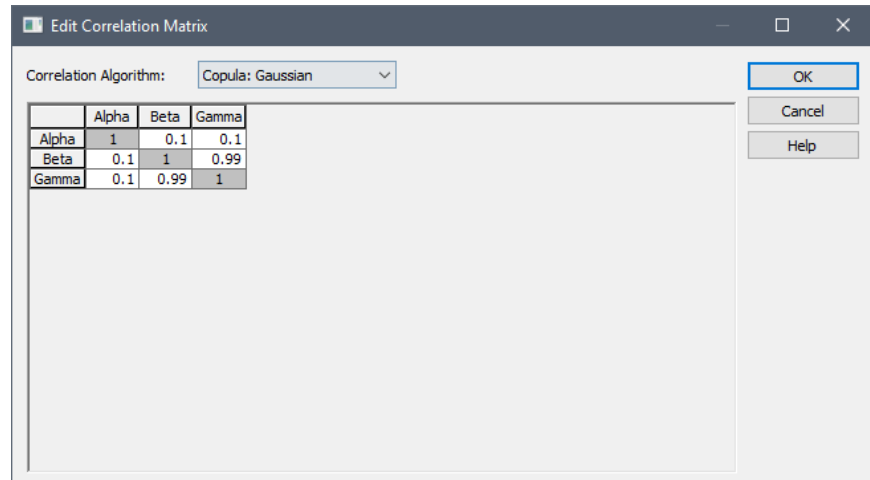 Edit Correlation Matrix
Correlation Algorithm: Copula: Gaussian
OK
Cancel
Help
Alpha Beta Gamma
Alpha 1 0.1 0.1
Beta 0.1 1 0.99
Gamma 0.1 0.99 1